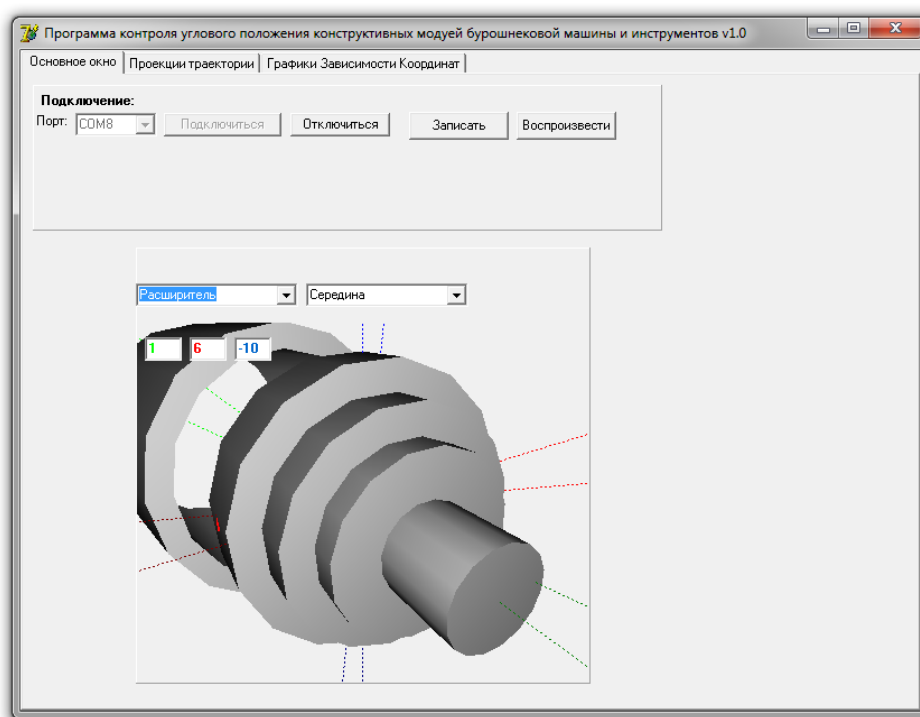 Программа контроля углового положения конструктивных модуей бурошнековой машины и инструментов v1.0
Основное окно Проекции траектории Графики Зависимости Координат
Подключение:
Порт: COM8 Подключиться Отключиться Записать Воспроизвести
Расширитель Середина
1 6 -10